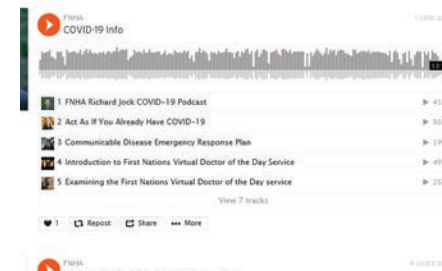 FNHA
COVID-19 Info
1 FNHA Richard Jock COVID-19 Podcast
2 Act As If You Already Have COVID-19
3 Communicable Disease Emergency Response Plan
4 Introduction to First Nations Virtual Doctor of the Day Service
5 Examining the First Nations Virtual Doctor of the Day service
View 7 tracks
1 Repost Share More
FNHA